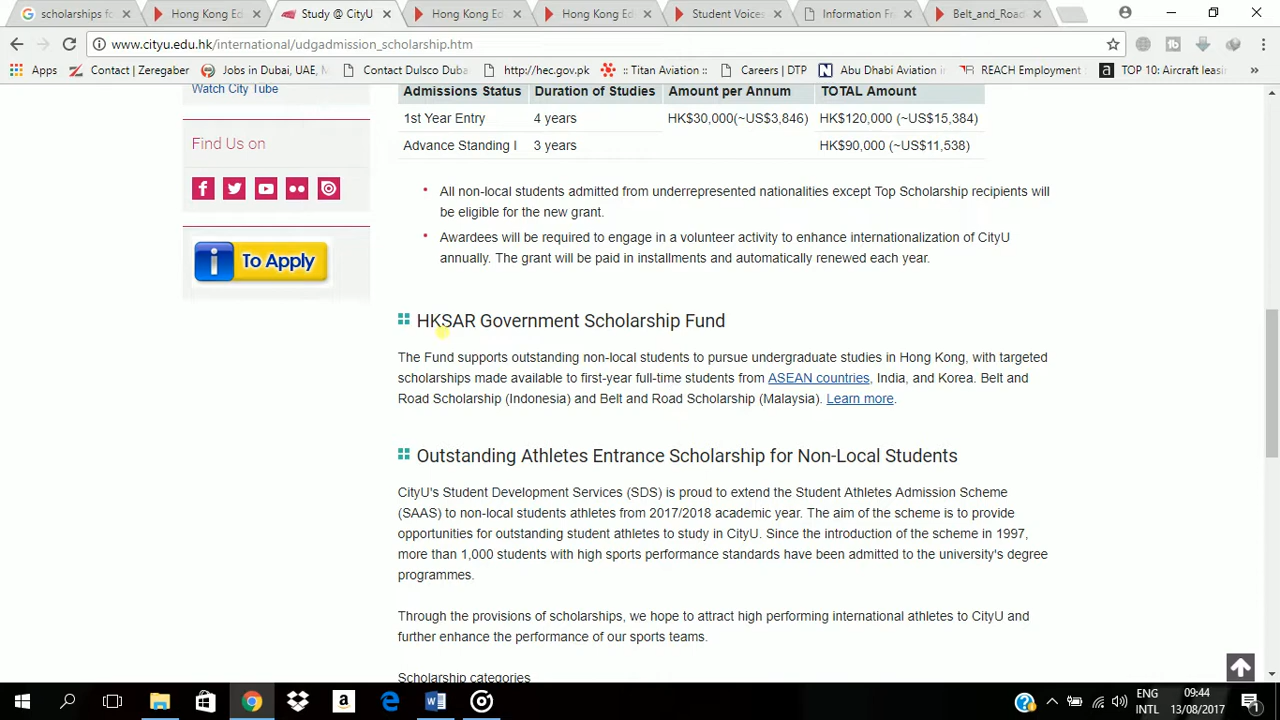 scholarships fo
Hong Kong Ed
Study @ CityU
Hong Kong Ed
Hong Kong Ed
Student Voices
Information F
Belt_and_Road
www.cityu.edu.hk/international/udgadmission_scholarship.htm
Apps
Contact | Zeregaber
Jobs in Dubai, UAE, M
Contact Dulsco Duba
http://hec.gov.pk
:: Titan Aviation ::
Careers | DTP
Abu Dhabi Aviation in
REACH Employment
TOP 10: Aircraft leasi
Watch City Tube
Find Us on
To Apply
Admissions Status Duration of Studies Amount per Annum TOTAL Amount
1st Year Entry 4 years HK$30,000(~US$3,846) HK$120,000 (~US$15,384)
Advance Standing I 3 years HK$90,000 (~US$11,538)
All non-local students admitted from underrepresented nationalities except Top Scholarship recipients will
be eligible for the new grant.
Awardees will be required to engage in a volunteer activity to enhance internationalization of CityU
annually. The grant will be paid in installments and automatically renewed each year.
HKSAR Government Scholarship Fund
The Fund supports outstanding non-local students to pursue undergraduate studies in Hong Kong, with targeted
scholarships made available to first-year full-time students from ASEAN countries, India, and Korea. Belt and
Road Scholarship (Indonesia) and Belt and Road Scholarship (Malaysia). Learn more.
Outstanding Athletes Entrance Scholarship for Non-Local Students
CityU's Student Development Services (SDS) is proud to extend the Student Athletes Admission Scheme
(SAAS) to non-local students athletes from 2017/2018 academic year. The aim of the scheme is to provide
opportunities for outstanding student athletes to study in CityU. Since the introduction of the scheme in 1997,
more than 1,000 students with high sports performance standards have been admitted to the university's degree
programmes.
Through the provisions of scholarships, we hope to attract high performing international athletes to CityU and
further enhance the performance of our sports teams.
Scholarship categories
ENG
INTL
09:44
13/08/2017